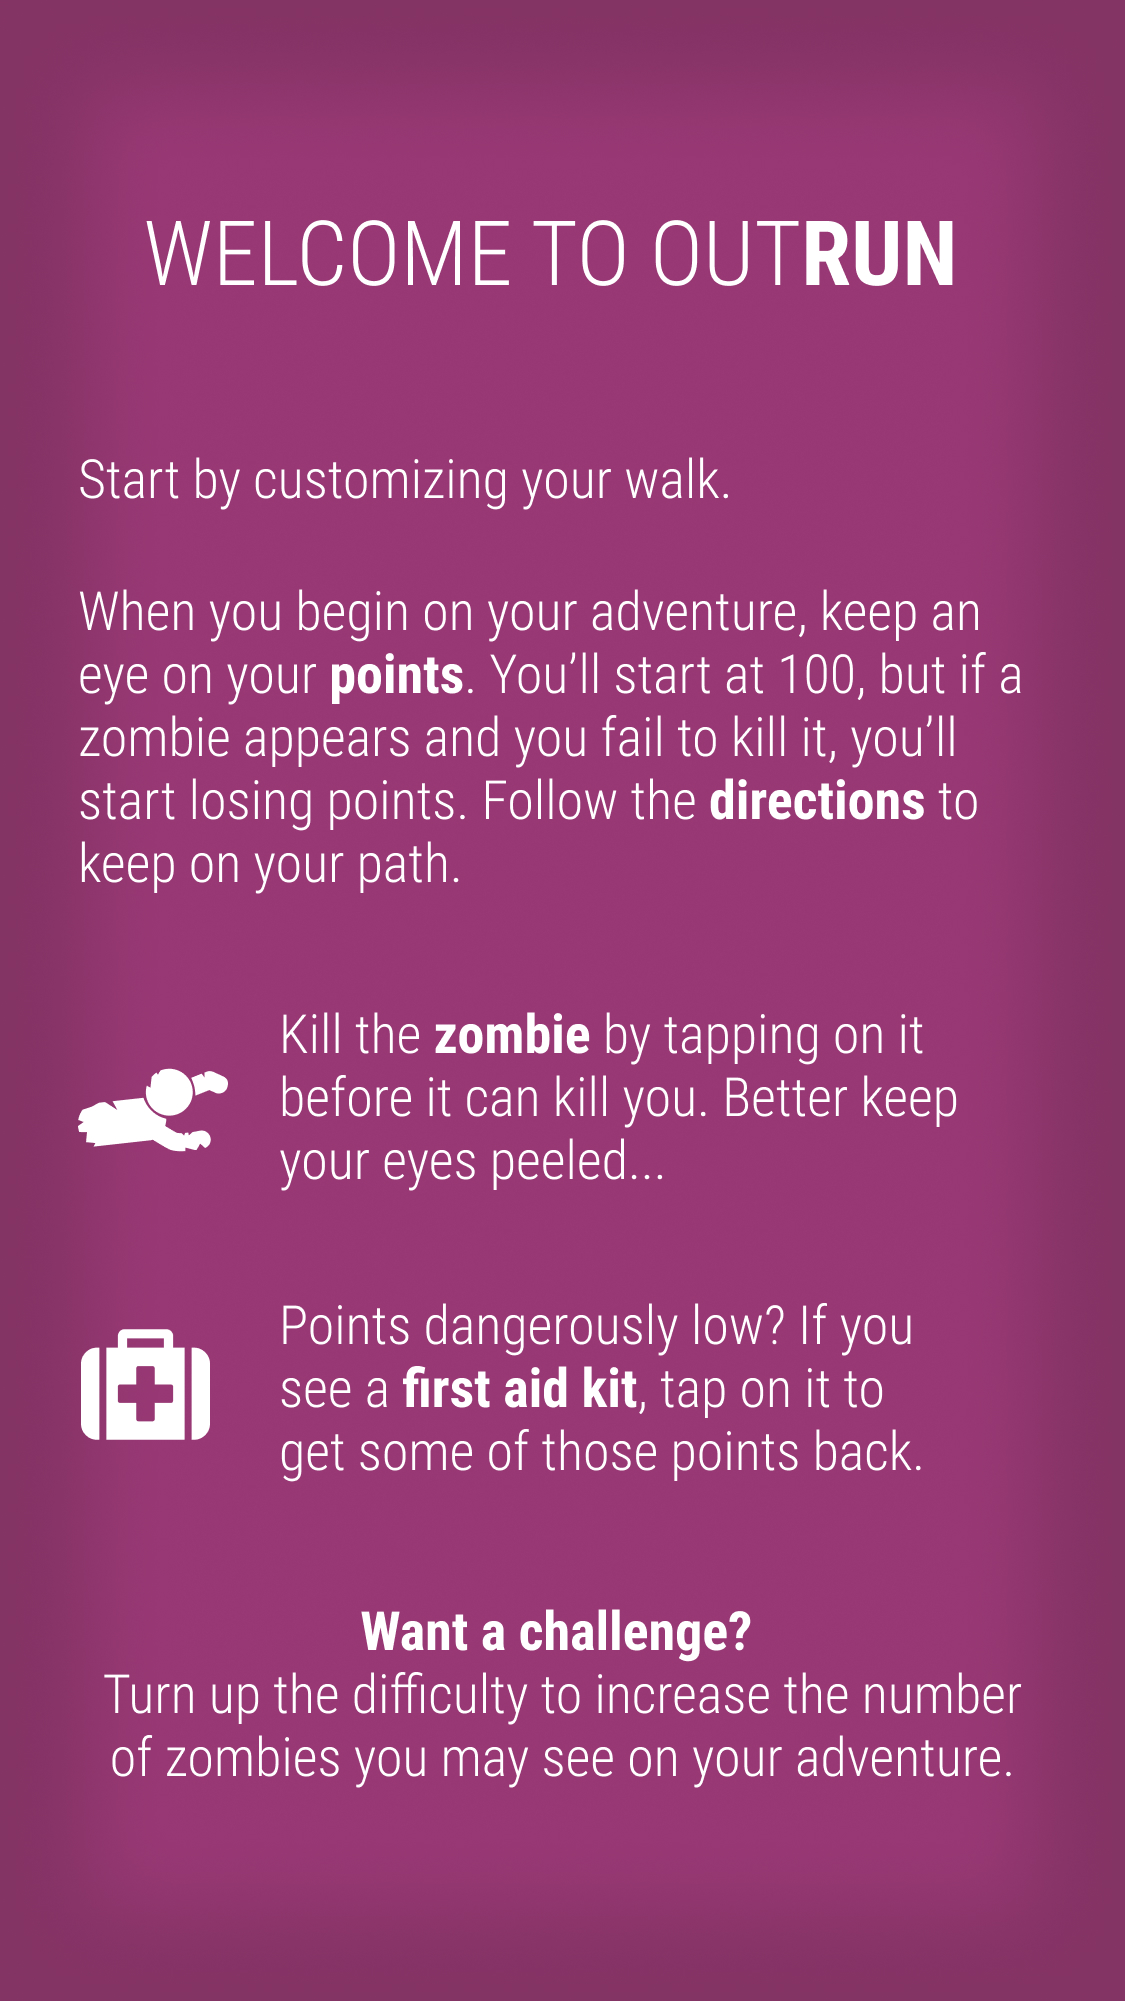 WELCOME TO OUTRUN
Start by customizing your walk.
When you begin on your adventure, keep an
eye on your points. You’ll start at 100, but if a
zombie appears and you fail to kill it, you’ll
start losing points. Follow the directions to
keep on your path.
Kill the zombie by tapping on it
before it can kill you. Better keep
your eyes peeled...
Points dangerously low? If you
see a first aid kit, tap on it to
get some of those points back.
Want a challenge?
Turn up the difficulty to increase the number
of zombies you may see on your adventure.